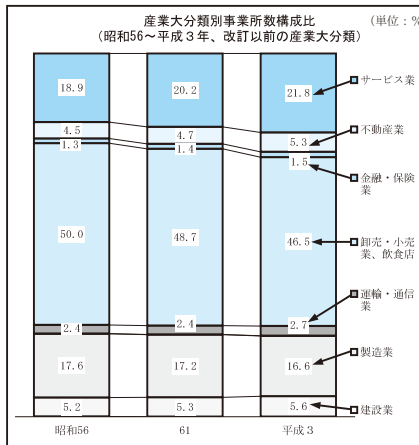 産業大分類別事業所数構成比 (単位：%)
(昭和56～平成３年、改訂以前の産業大分類)
18.9 20.2 21.8 サービス業
4.5 4.7 5.3 不動産業
1.3 1.4 1.5 金融・保険
業
50.0 48.7 46.5 卸売・小売
業、飲食店
2.4 2.4 2.7 運輸・通信
業
17.6 17.2 16.6 製造業
5.2 5.3 5.6 建設業
昭和56 61 平成３